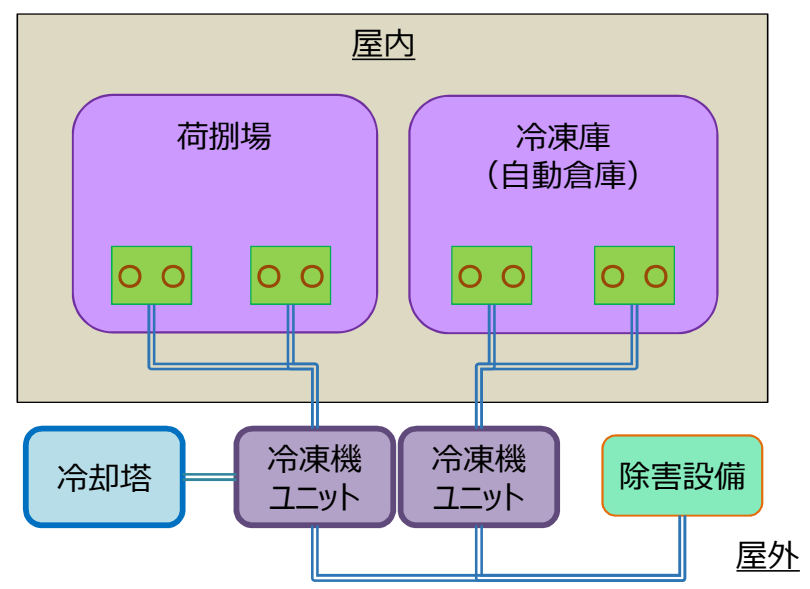 屋内
荷捌場
冷凍庫
（自動倉庫）
冷却塔
冷凍機
ユニット
冷凍機
ユニット
除害設備
屋外